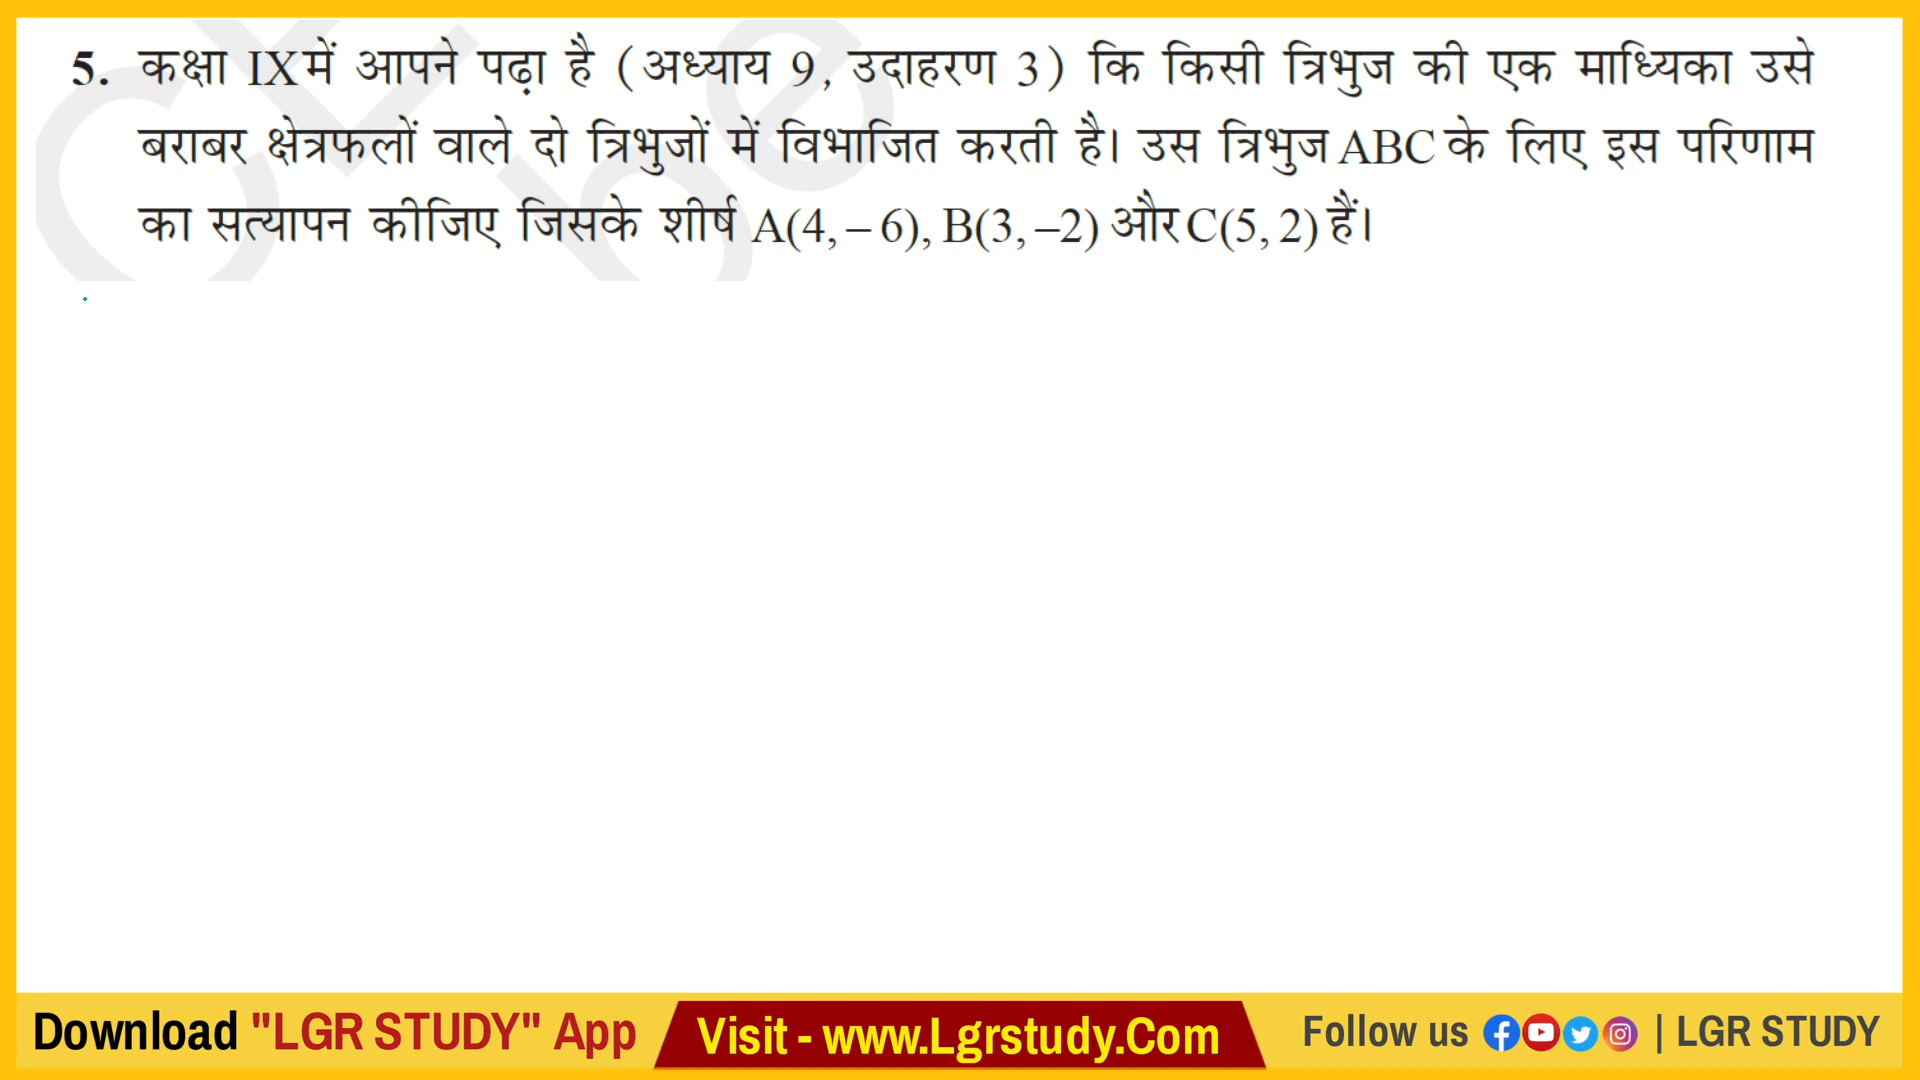 5. कक्षा IX में आपने पढ़ा है (अध्याय 9, उदाहरण 3) कि किसी त्रिभुज की एक माध्यिका उसे
बराबर क्षेत्रफलों वाले दो त्रिभुजों में विभाजित करती है। उस त्रिभुज ABC के लिए इस परिणाम
का सत्यापन कीजिए जिसके शीर्ष A(4, – 6), B(3, –2) और C(5, 2) हैं।
Download "LGR STUDY" App
Visit - www.Lgrstudy.Com
Follow us | LGR STUDY